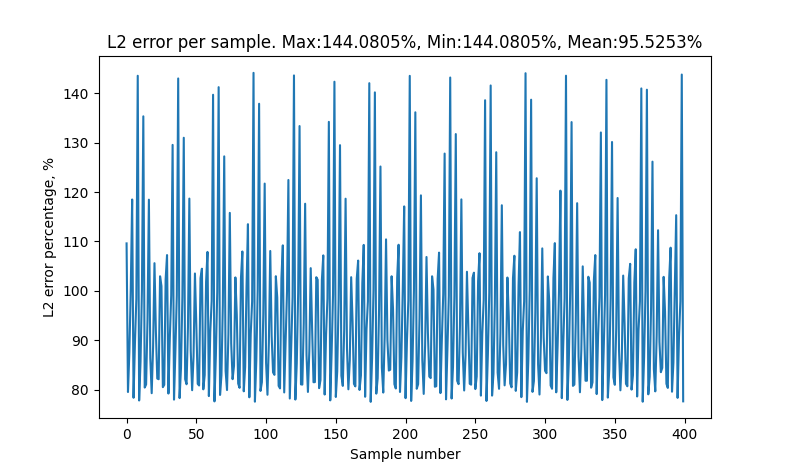 L2 error per sample. Max:144.0805%, Min:144.0805%, Mean:95.5253%
L2 error percentage, %
140
130
120
110
100
90
80
0 50 100 150 200 250 300 350 400
Sample number